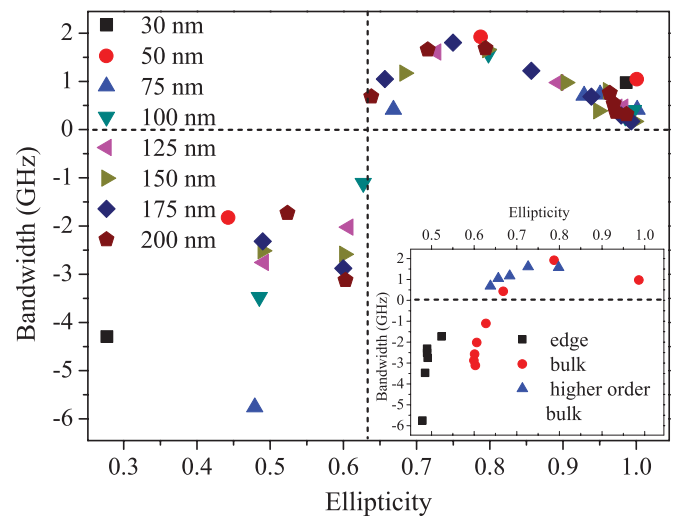 2
1
0
-1
-2
-3
-4
-5
-6
Bandwidth (GHz)
30 nm
50 nm
75 nm
100 nm
125 nm
150 nm
175 nm
200 nm
0.3 0.4 0.5 0.6 0.7 0.8 0.9 1.0
Ellipticity
Ellipticity
0.5 0.6 0.7 0.8 0.9 1.0
2
1
0
-1
-2
-3
-4
-5
-6
Bandwidth (GHz)
edge
bulk
higher order
bulk